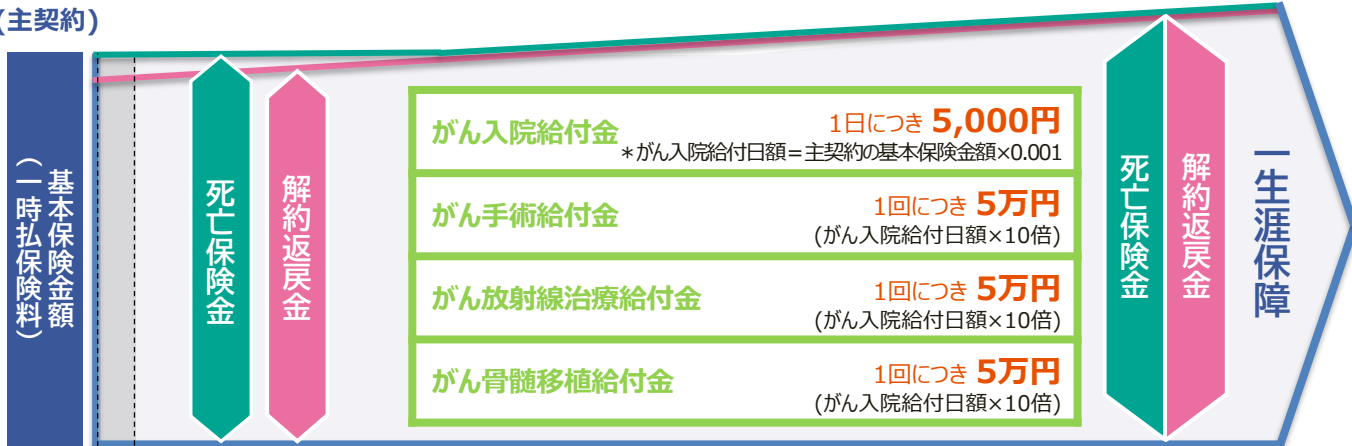 (主契約)
基本保険金額
（一時払保険料）
死亡保険金
解約返戻金
がん入院給付金
1日につき 5,000円
＊がん入院給付日額＝主契約の基本保険金額×0.001
がん手術給付金
1回につき 5万円
(がん入院給付日額×10倍)
がん放射線治療給付金
1回につき 5万円
(がん入院給付日額×10倍)
がん骨髄移植給付金
1回につき 5万円
(がん入院給付日額×10倍)
死亡保険金
解約返戻金
一生涯保障